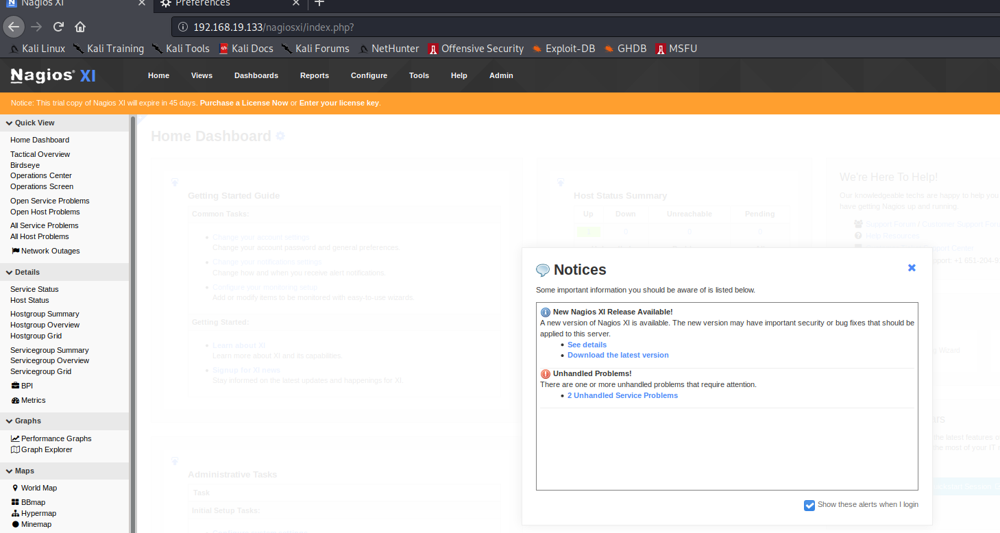 Nagios XI
Preferences
192.168.19.133/nagiosxi/index.php?
Kali Linux Kali Training Kali Tools Kali Docs Kali Forums NetHunter Offensive Security Exploit-DB GHDB MSFU
Nagios® XI Home Views Dashboards Reports Configure Tools Help Admin
Notice: This trial copy of Nagios XI will expire in 45 days. Purchase a License Now or Enter your license key.
Quick View
Home Dashboard
Tactical Overview
Birdseye
Operations Center
Operations Screen
Open Service Problems
Open Host Problems
All Service Problems
All Host Problems
Network Outages
Details
Service Status
Host Status
Hostgroup Summary
Hostgroup Overview
Hostgroup Grid
Servicegroup Summary
Servicegroup Overview
Servicegroup Grid
BPI
Metrics
Graphs
Performance Graphs
Graph Explorer
Maps
World Map
BBmap
Hypermap
Minemap
Home Dashboard
Getting Started Guide
Common Tasks:
Change your account settings
Change your account password and general preferences.
Change your notifications settings
Change how and when you receive alert notifications.
Configure your monitoring setup
Add or modify items to be monitored with easy-to-use wizards.
Getting Started:
Learn about XI
Learn more about XI and its capabilities.
Signup for XI news
Stay informed on the latest updates and happenings for XI.
Administrative Tasks
Task
Initial Setup Tasks:
Configure system settings
Host Status Summary
Up Down Unreachable Pending
1 0 0 0
We're Here To Help!
Our knowledgeable techs are happy to help you
have getting Nagios up and running.
Support Forum / Customer Support
Help Resources
port Center
port: +1 651-204-9
Wizard
the latest features
the most of your IT
Notices
Some important information you should be aware of is listed below.
New Nagios XI Release Available!
A new version of Nagios XI is available. The new version may have important security or bug fixes that should be
applied to this server.
See details
Download the latest version
Unhandled Problems!
There are one or more unhandled problems that require attention.
2 Unhandled Service Problems
Show these alerts when I login